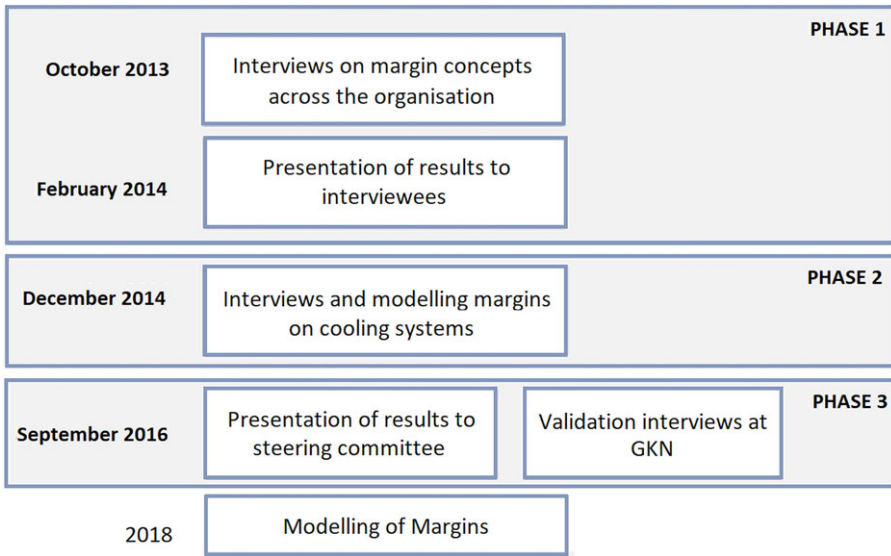 PHASE 1
October 2013
Interviews on margin concepts
across the organisation
February 2014
Presentation of results to
interviewees
PHASE 2
December 2014
Interviews and modelling margins
on cooling systems
PHASE 3
September 2016
Presentation of results to
steering committee
Validation interviews at
GKN
2018
Modelling of Margins